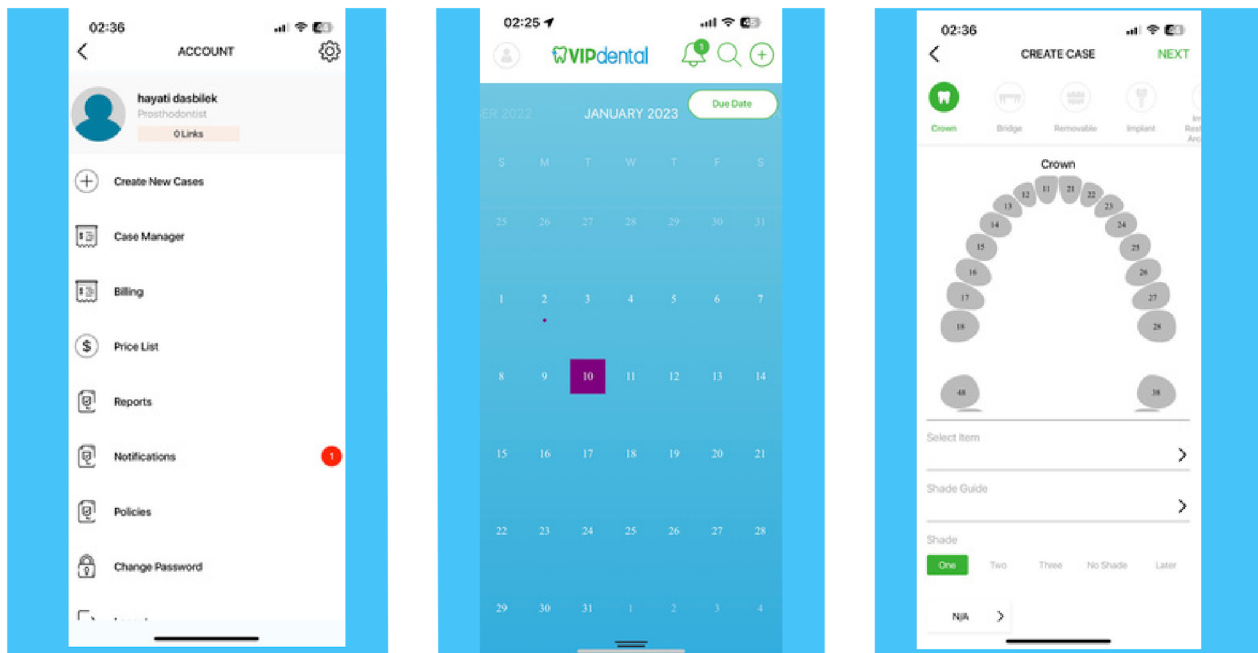 02:36
ACCOUNT
hayati dasbilek
Prosthodontist
0 Links
Create New Cases
Case Manager
Billing
Price List
Reports
Notifications
1
Policies
Change Password
02:25
1
VIPdental
ER 2022
JANUARY 2023
Due Date
S M T W T F S
25 26 27 28 29 30 31
1 2 3 4 5 6 7
8 9 10 11 12 13 14
15 16 17 18 19 20 21
22 23 24 25 26 27 28
29 30 31 1 2 3 4
02:36
CREATE CASE
NEXT
Crown Bridge Removable Implant
Crown
11 21
12 22
13 23
14 24
15 25
16 26
17 27
18 28
48 38
Select Item
Shade Guide
Shade
One Two Three No Shade Later
N/A